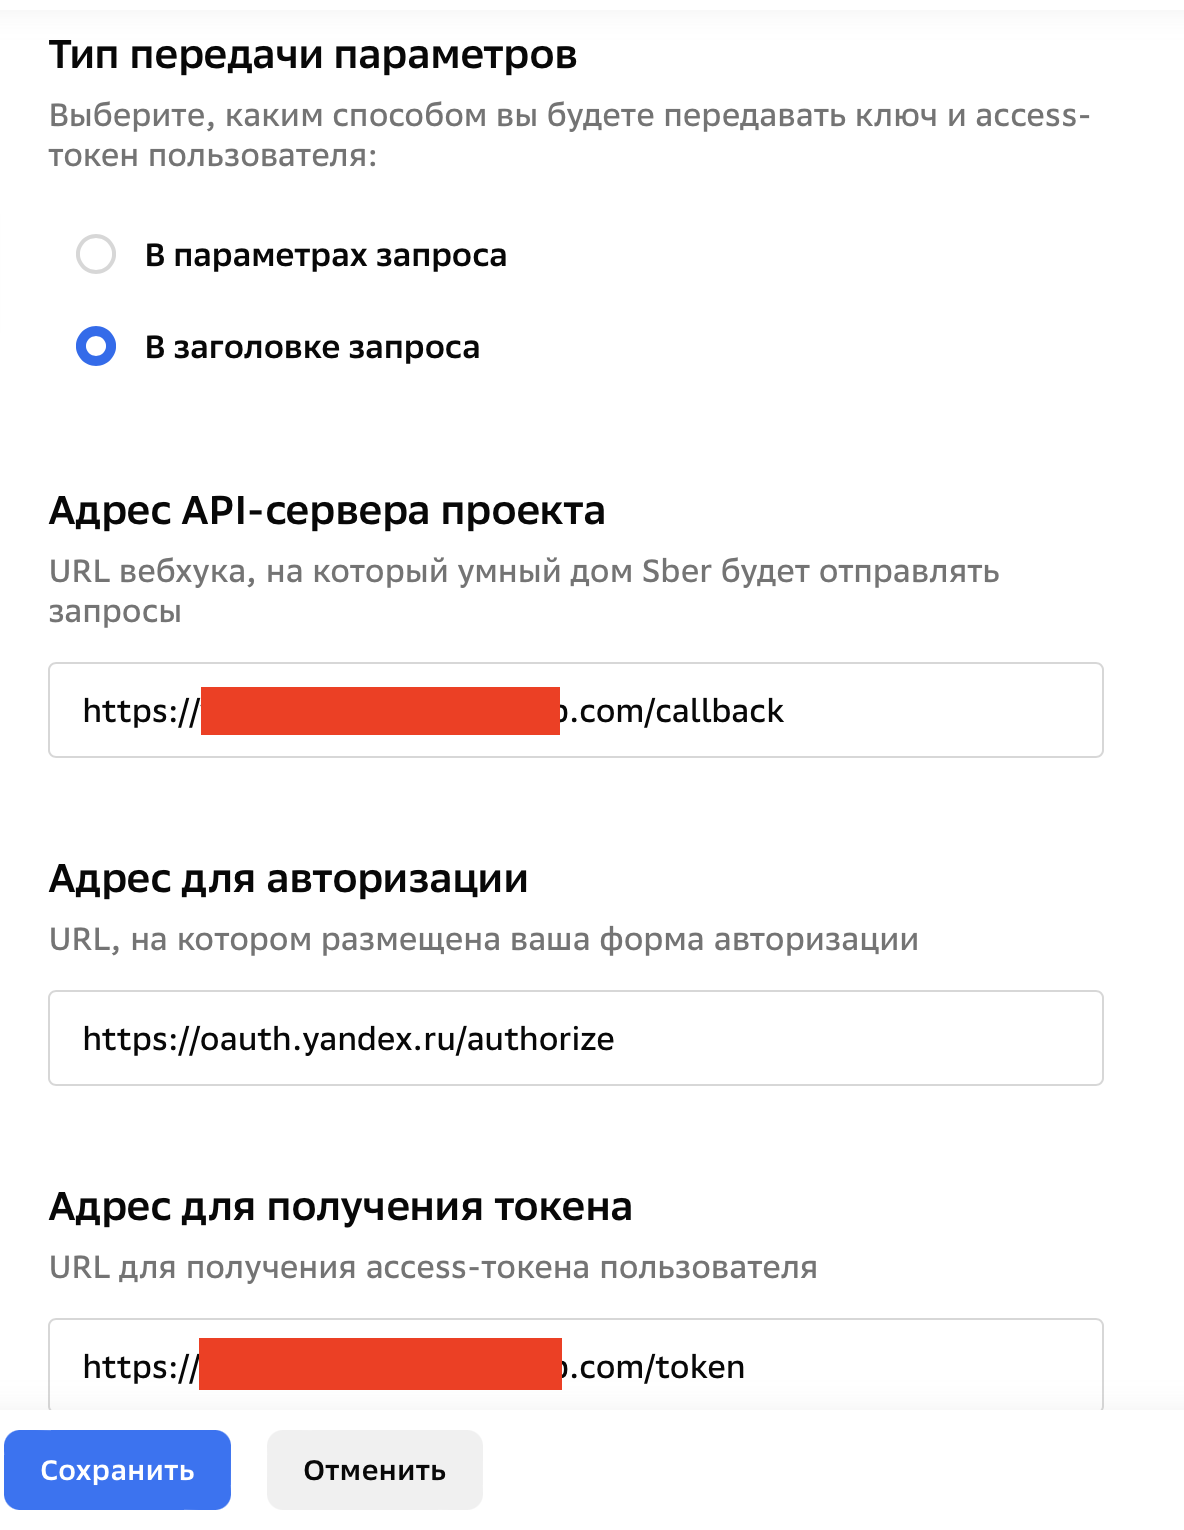 Тип передачи параметров
Выберите, каким способом вы будете передавать ключ и access-
токен пользователя:
В параметрах запроса
В заголовке запроса
Адрес API-сервера проекта
URL вебхука, на который умный дом Sber будет отправлять
запросы
https:// .com/callback
Адрес для авторизации
URL, на котором размещена ваша форма авторизации
https://oauth.yandex.ru/authorize
Адрес для получения токена
URL для получения access-токена пользователя
https:// .com/token
Сохранить
Отменить